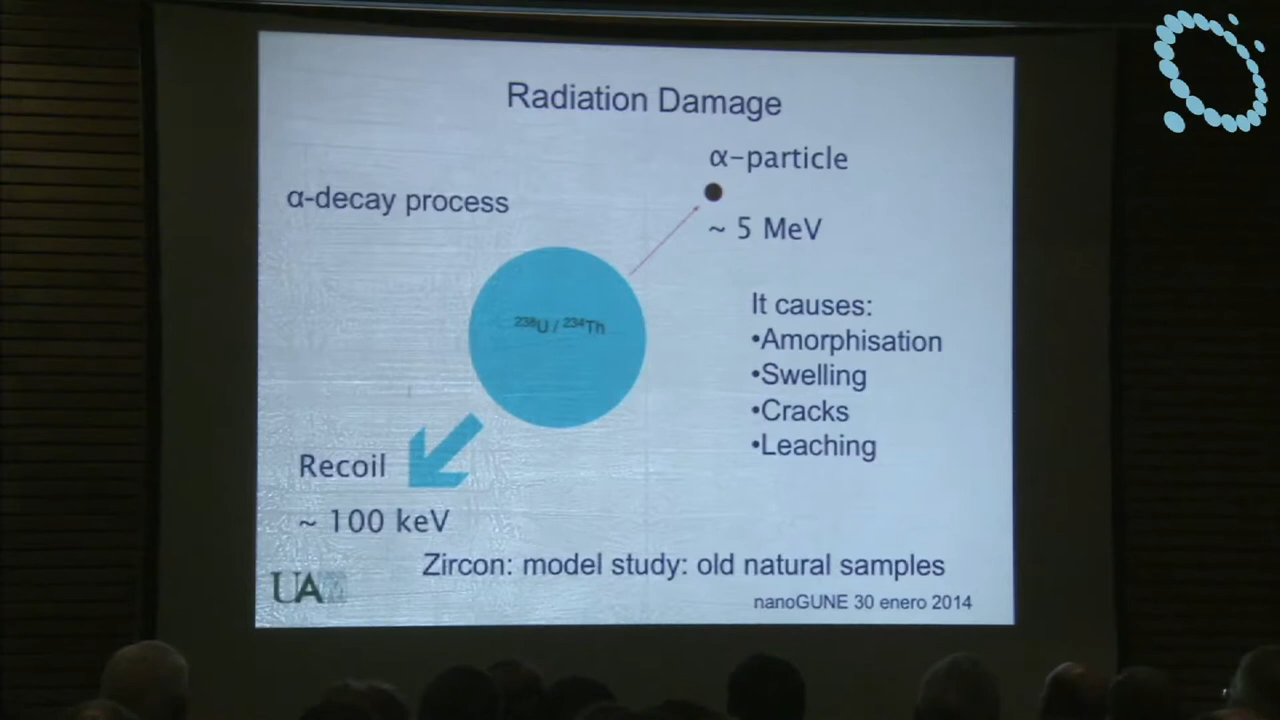 Radiation Damage
α-particle
α-decay process
~ 5 MeV
²³⁸U / ²³⁴Th
It causes:
•Amorphisation
•Swelling
•Cracks
•Leaching
Recoil
~ 100 keV
Zircon: model study: old natural samples
UAM
nanoGUNE 30 enero 2014